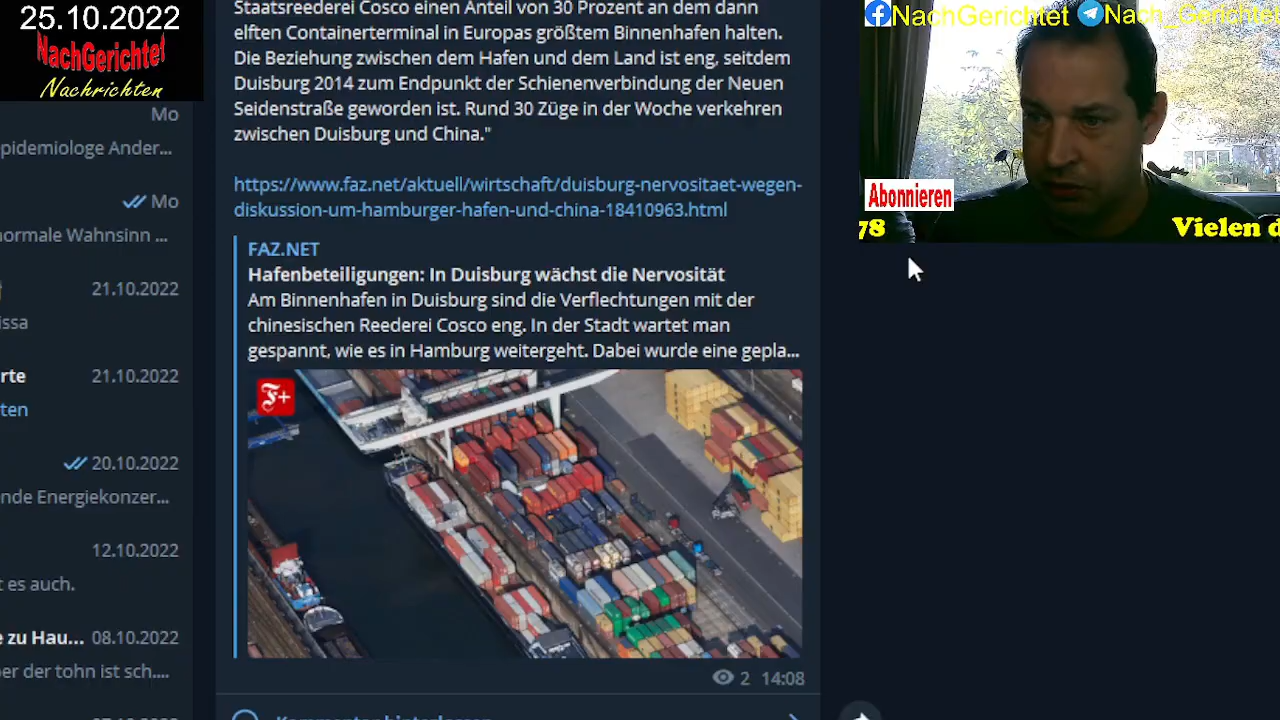 25.10.2022
NachGerichtet
Nachrichten
Mo
pidemiologe Ander...
Mo
normale Wahnsinn ...
21.10.2022
issa
rte
21.10.2022
ten
20.10.2022
ende Energiekonzer...
12.10.2022
t es auch.
e zu Hau... 08.10.2022
er der tohn ist sch....
Staatsreederei Cosco einen Anteil von 30 Prozent an dem dann
elften Containerterminal in Europas größtem Binnenhafen halten.
Die Beziehung zwischen dem Hafen und dem Land ist eng, seitdem
Duisburg 2014 zum Endpunkt der Schienenverbindung der Neuen
Seidenstraße geworden ist. Rund 30 Züge in der Woche verkehren
zwischen Duisburg und China."
https://www.faz.net/aktuell/wirtschaft/duisburg-nervositaet-wegen-
diskussion-um-hamburger-hafen-und-china-18410963.html
FAZ.NET
Hafenbeteiligungen: In Duisburg wächst die Nervosität
Am Binnenhafen in Duisburg sind die Verflechtungen mit der
chinesischen Reederei Cosco eng. In der Stadt wartet man
gespannt, wie es in Hamburg weitergeht. Dabei wurde eine gepla...
F+
2 14:08
NachGerichtet Nach_Gerichte
Abonnieren
78 Vielen d